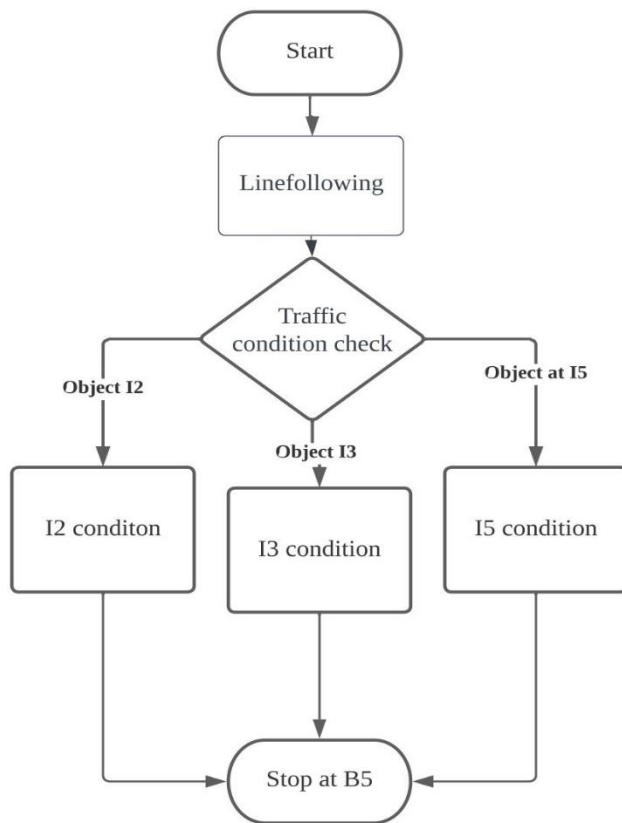 Start
Linefollowing
Traffic
condition check
Object I2
Object at I5
Object I3
I2 conditon
I3 condition
I5 condition
Stop at B5